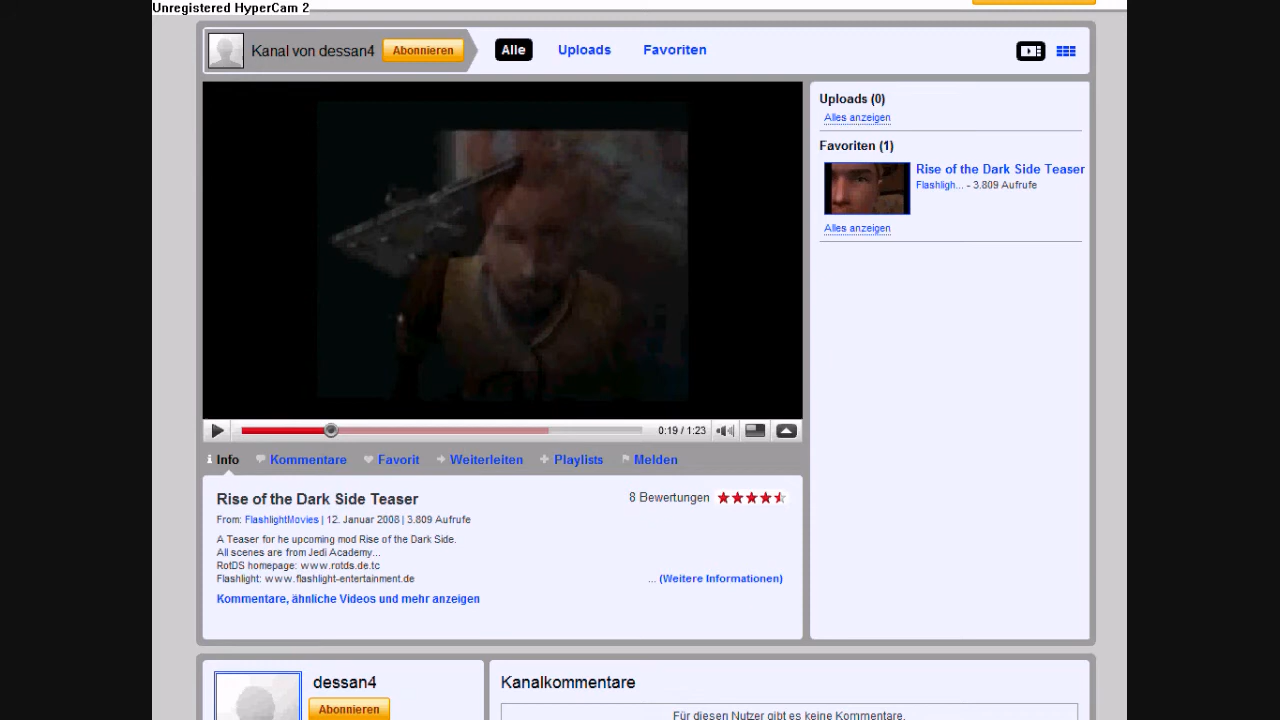 Unregistered HyperCam 2
Kanal von dessan4 Abonnieren Alle Uploads Favoriten
Uploads (0)
Alles anzeigen
Favoriten (1)
Rise of the Dark Side Teaser
Flashligh... - 3.809 Aufrufe
Alles anzeigen
0:19 / 1:23
Info Kommentare Favorit Weiterleiten Playlists Melden
Rise of the Dark Side Teaser 8 Bewertungen
From: FlashlightMovies | 12. Januar 2008 | 3.809 Aufrufe
A Teaser for he upcoming mod Rise of the Dark Side.
All scenes are from Jedi Academy...
RotDS homepage: www.rotds.de.tc
Flashlight: www.flashlight-entertainment.de ... (Weitere Informationen)
Kommentare, ähnliche Videos und mehr anzeigen
dessan4
Abonnieren
Kanalkommentare
Für diesen Nutzer gibt es keine Kommentare.